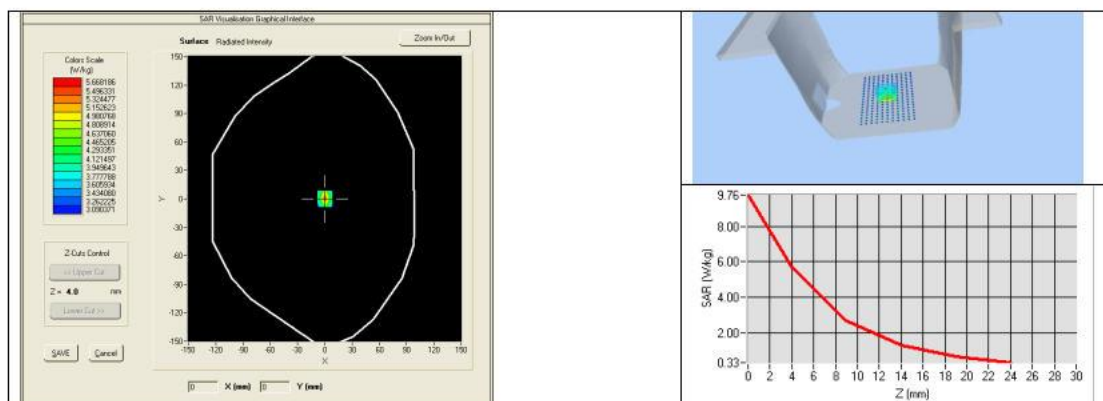 SAR Visualisation Graphical Interface
Surface Radiated Intensity
Zoom In/Out
Colors Scale
(W/kg)
5.668186
5.496331
5.324477
5.152623
4.980768
4.808914
4.637060
4.465205
4.293351
4.121497
3.949643
3.777788
3.605934
3.434080
3.262225
3.090371
Z-Cuts Control
<< Upper Cut
Z = 4.0 mm
Lower Cut >>
SAVE Cancel
150-
120-
90-
60-
30-
0-
-30-
-60-
-90-
-120-
-150-
Y
-150 -120 -90 -60 -30 0 30 60 90 120 150
X
0 X (mm) 0 Y (mm)
9.76-
8.00-
6.00-
4.00-
2.00-
0.33-
SAR (W/kg)
0 2 4 6 8 10 12 14 16 18 20 22 24 26 28 30
Z (mm)